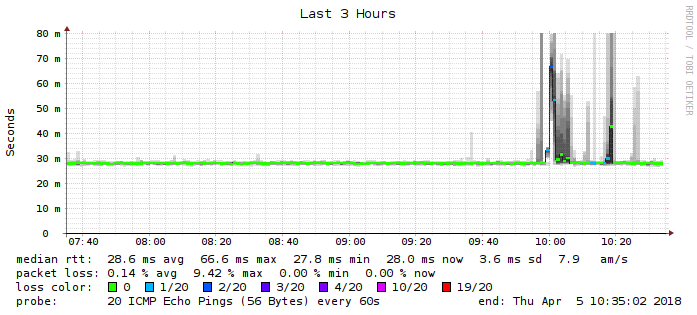 Last 3 Hours
RRDTOOL / TOBI OETIKER
Seconds
80 m
70 m
60 m
50 m
40 m
30 m
20 m
10 m
0
07:40 08:00 08:20 08:40 09:00 09:20 09:40 10:00 10:20
median rtt: 28.6 ms avg 66.6 ms max 27.8 ms min 28.0 ms now 3.6 ms sd 7.9 am/s
packet loss: 0.14 % avg 9.42 % max 0.00 % min 0.00 % now
loss color: 0 1/20 2/20 3/20 4/20 10/20 19/20
probe: 20 ICMP Echo Pings (56 Bytes) every 60s end: Thu Apr 5 10:35:02 2018